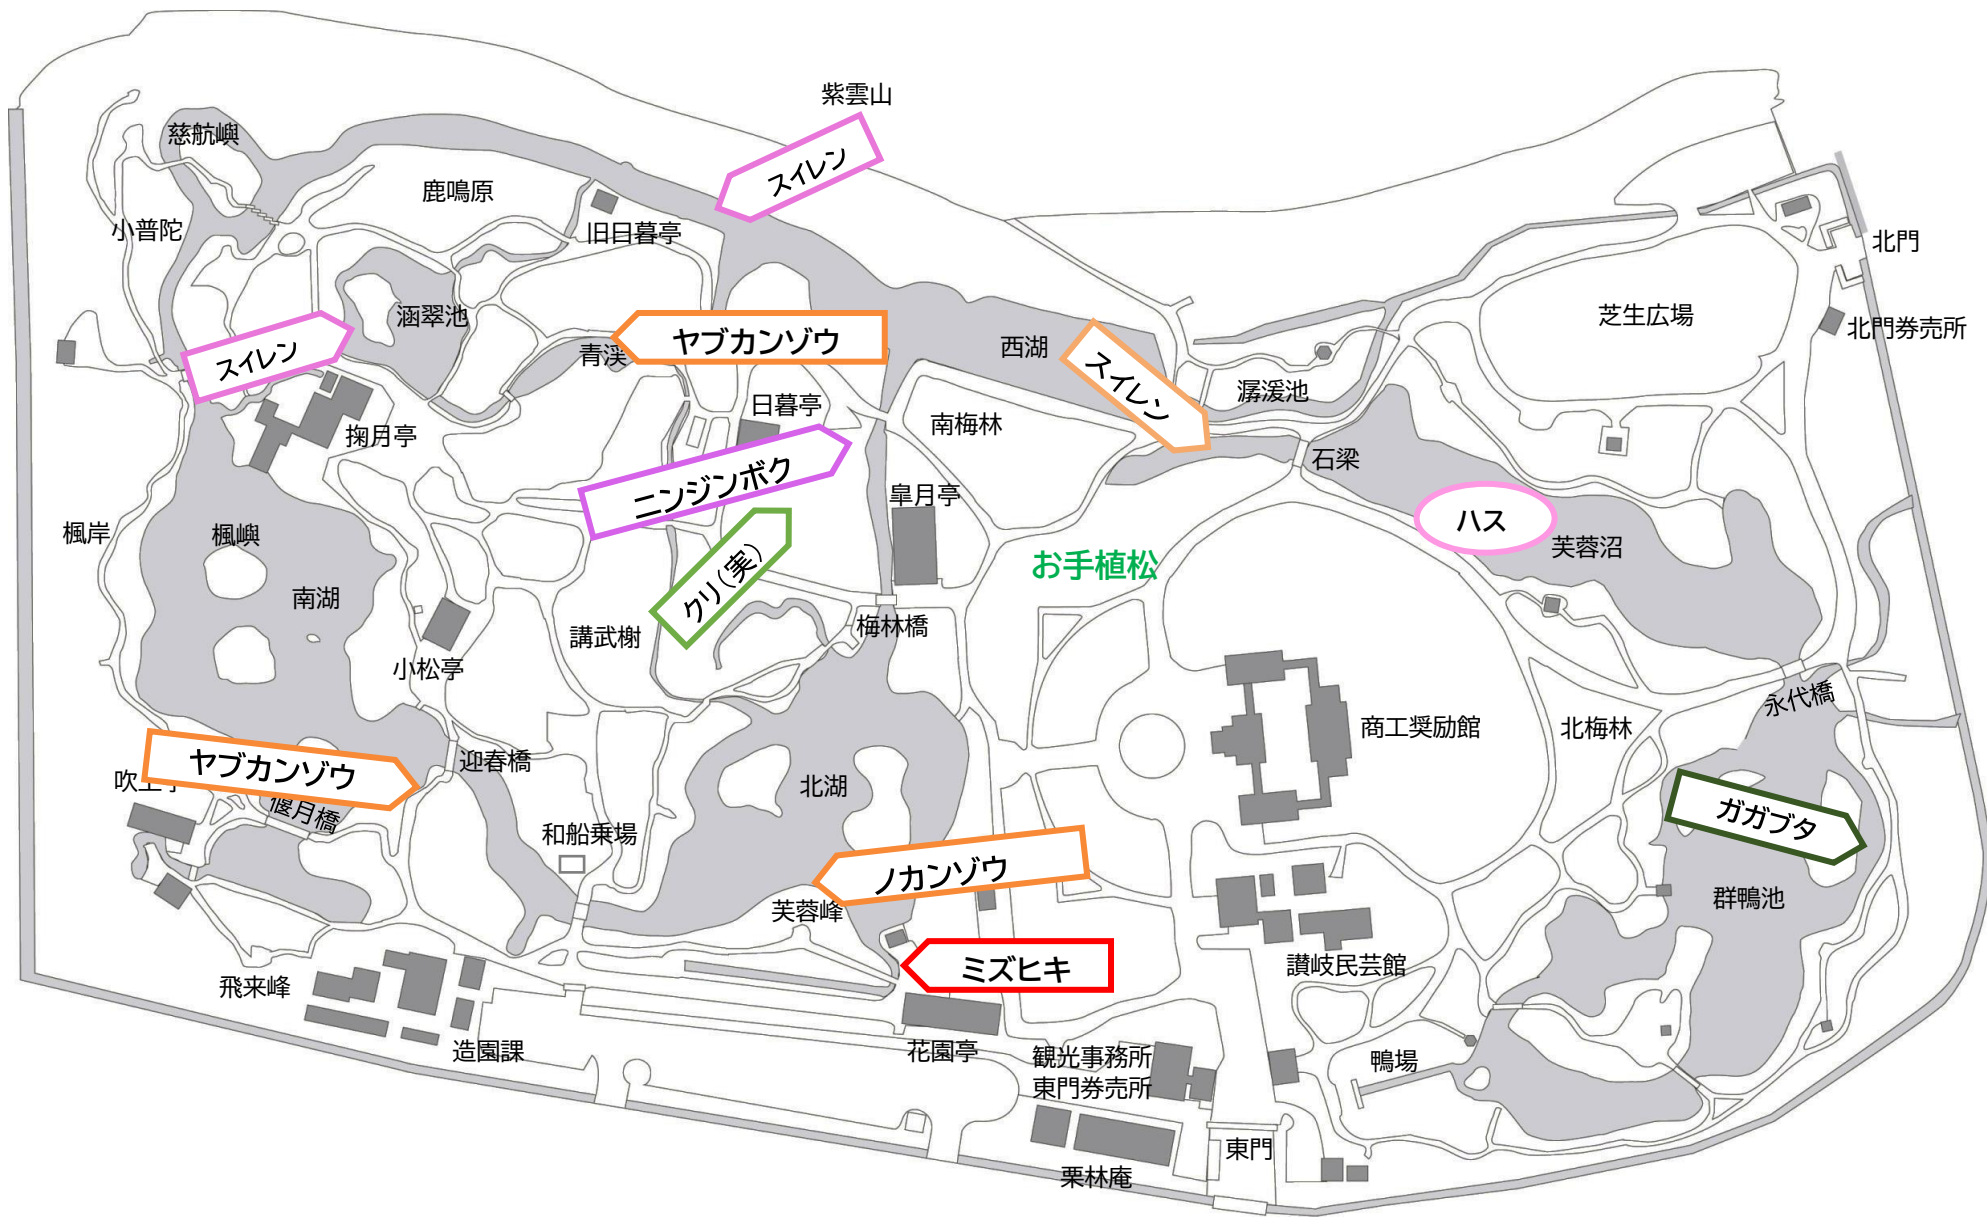 紫雲山
慈航嶼
スイレン
鹿鳴原
小普陀
旧日暮亭
北門
涵翠池
スイレン
青渓
ヤブカンゾウ
西湖
スイレン
芝生広場
北門券売所
潺湲池
日暮亭
南梅林
掬月亭
ニンジンボク
石梁
皐月亭
ハス
楓岸
楓嶼
芙蓉沼
お手植松
クリ(実)
南湖
講武榭
梅林橋
小松亭
永代橋
商工奨励館
北梅林
ヤブカンゾウ
迎春橋
北湖
偃月橋
ガガブタ
和船乗場
ノカンゾウ
群鴨池
芙蓉峰
ミズヒキ
讃岐民芸館
飛来峰
造園課
花園亭
観光事務所
東門券売所
鴨場
東門
栗林庵